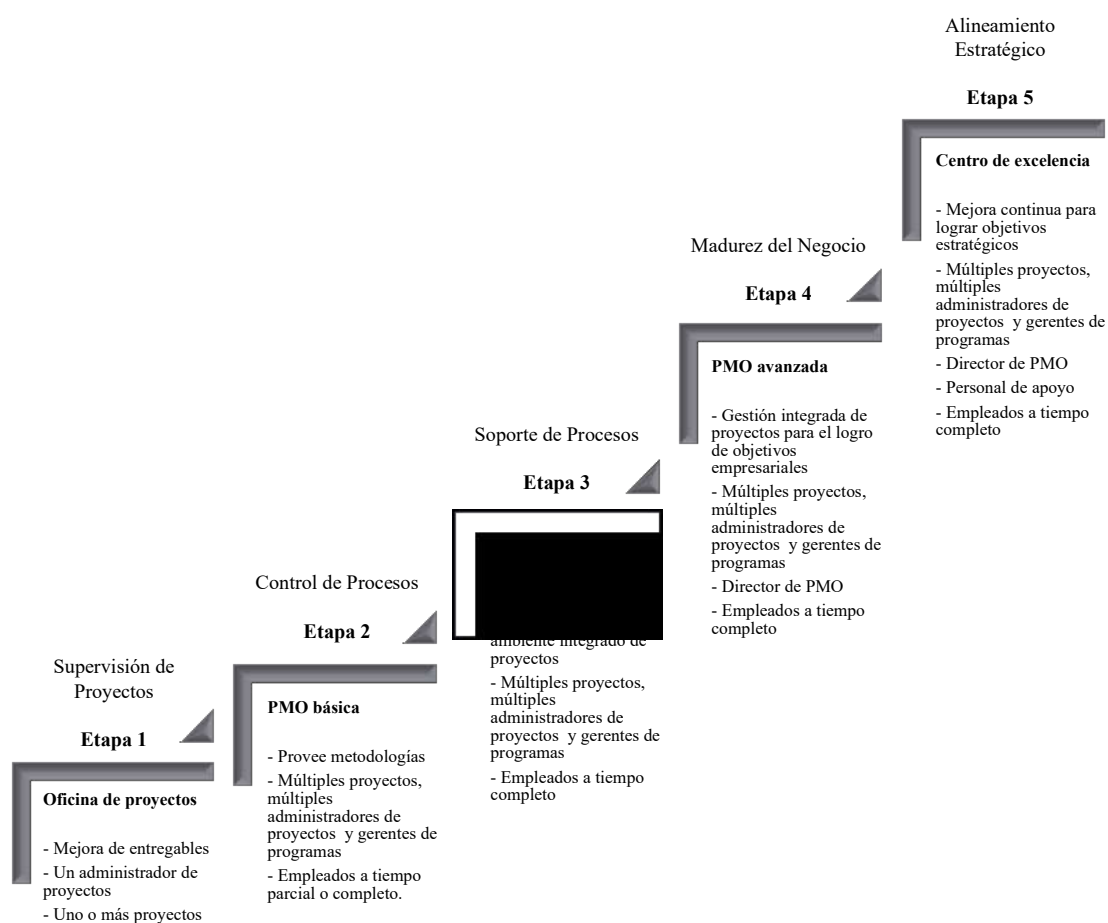 Alineamiento
Estratégico
Etapa 5
Centro de excelencia
- Mejora continua para
lograr objetivos
estratégicos
- Múltiples proyectos,
múltiples
administradores de
proyectos y gerentes de
programas
- Director de PMO
- Personal de apoyo
- Empleados a tiempo
completo
Madurez del Negocio
Etapa 4
PMO avanzada
- Gestión integrada de
proyectos para el logro
de objetivos
empresariales
- Múltiples proyectos,
múltiples
administradores de
proyectos y gerentes de
programas
- Director de PMO
- Empleados a tiempo
completo
Soporte de Procesos
Etapa 3
ambiente integrado de
proyectos
- Múltiples proyectos,
múltiples
administradores de
proyectos y gerentes de
programas
- Empleados a tiempo
completo
Control de Procesos
Etapa 2
PMO básica
- Provee metodologías
- Múltiples proyectos,
múltiples
administradores de
proyectos y gerentes de
programas
- Empleados a tiempo
parcial o completo.
Supervisión de
Proyectos
Etapa 1
Oficina de proyectos
- Mejora de entregables
- Un administrador de
proyectos
- Uno o más proyectos